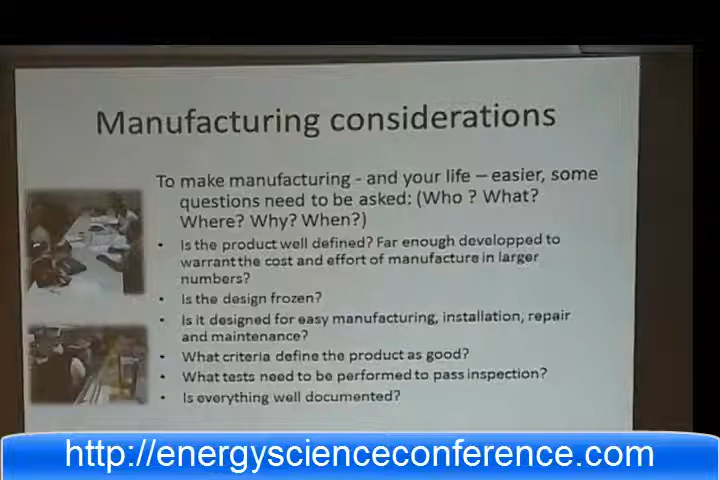 Manufacturing considerations
To make manufacturing - and your life – easier, some
questions need to be asked: (Who ? What?
Where? Why? When?)
• Is the product well defined? Far enough developped to
warrant the cost and effort of manufacture in larger
numbers?
• Is the design frozen?
• Is it designed for easy manufacturing, installation, repair
and maintenance?
• What criteria define the product as good?
• What tests need to be performed to pass inspection?
• Is everything well documented?
http://energyscienceconference.com